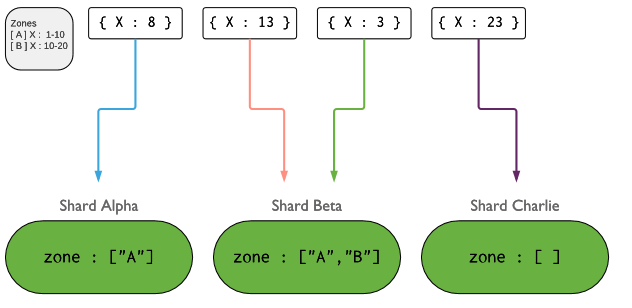 Zones
[ A ] X : 1-10
[ B ] X : 10-20
{ X : 8 }
{ X : 13 }
{ X : 3 }
{ X : 23 }
Shard Alpha
Shard Beta
Shard Charlie
zone : ["A"]
zone : ["A","B"]
zone : [ ]